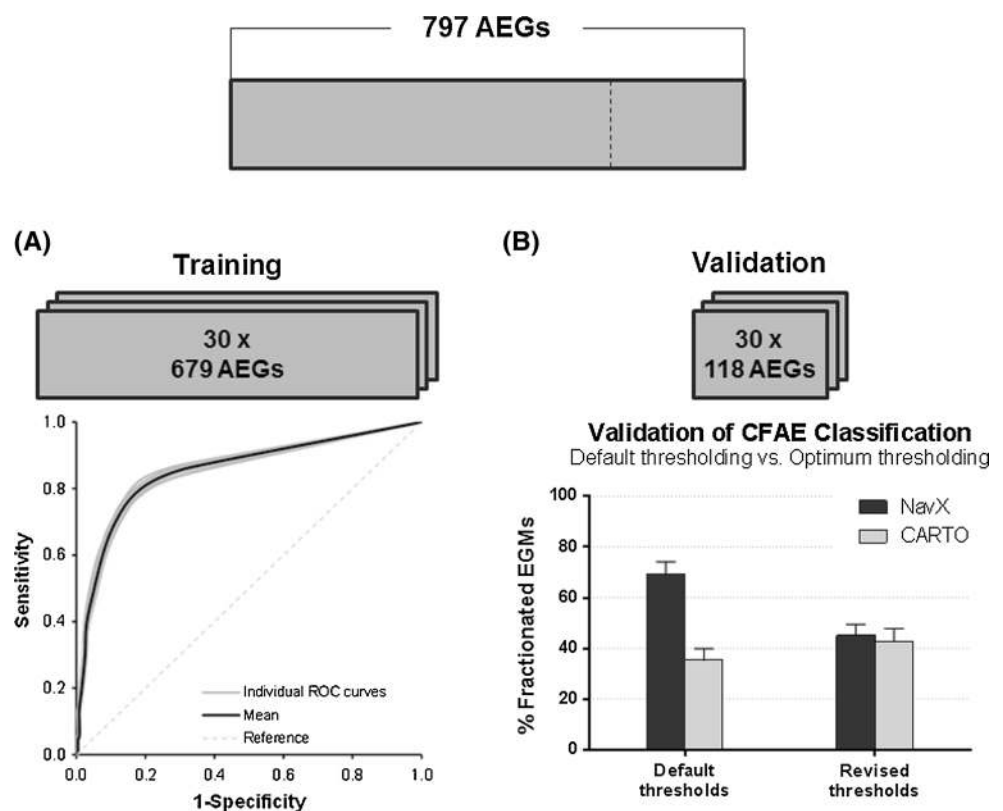 797 AEGs
(A)
Training
30 x
679 AEGs
1.0
0.8
0.6
0.4
0.2
0.0
Sensitivity
Individual ROC curves
Mean
Reference
0.0 0.2 0.4 0.6 0.8 1.0
1-Specificity
(B)
Validation
30 x
118 AEGs
Validation of CFAE Classification
Default thresholding vs. Optimum thresholding
100
80
60
40
20
0
% Fractionated EGMs
NavX
CARTO
Default
thresholds
Revised
thresholds